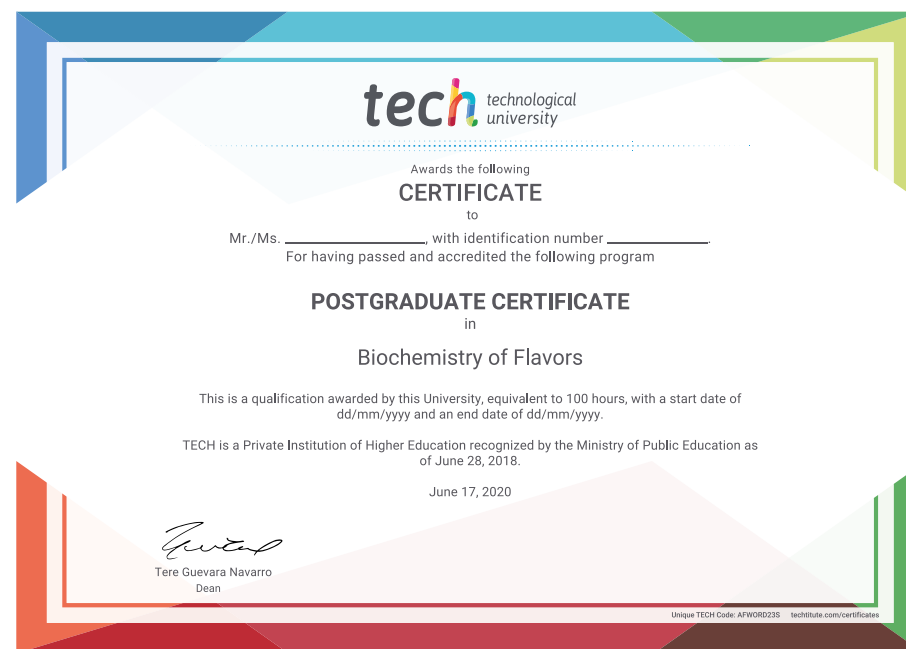 tech technological
university
Awards the following
CERTIFICATE
to
Mr./Ms. ____________________, with identification number ______________.
For having passed and accredited the following program
POSTGRADUATE CERTIFICATE
in
Biochemistry of Flavors
This is a qualification awarded by this University, equivalent to 100 hours, with a start date of
dd/mm/yyyy and an end date of dd/mm/yyyy.
TECH is a Private Institution of Higher Education recognized by the Ministry of Public Education as
of June 28, 2018.
June 17, 2020
Tere Guevara Navarro
Dean
Unique TECH Code: AFWORD23S techtitute.com/certificates